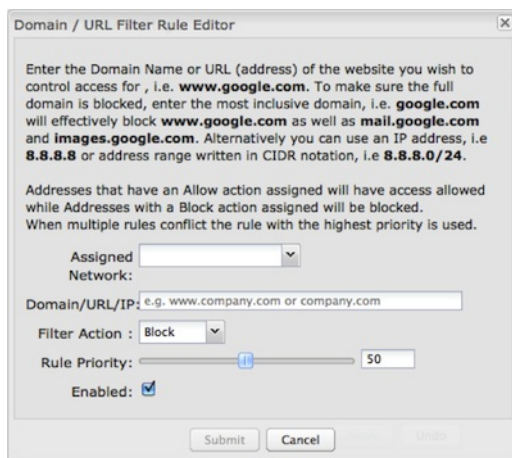 Domain / URL Filter Rule Editor
Enter the Domain Name or URL (address) of the website you wish to
control access for , i.e. www.google.com. To make sure the full
domain is blocked, enter the most inclusive domain, i.e. google.com
will effectively block www.google.com as well as mail.google.com
and images.google.com. Alternatively you can use an IP address, i.e
8.8.8.8 or address range written in CIDR notation, i.e 8.8.8.0/24.
Addresses that have an Allow action assigned will have access allowed
while Addresses with a Block action assigned will be blocked.
When multiple rules conflict the rule with the highest priority is used.
Assigned
Network:
Domain/URL/IP: e.g. www.company.com or company.com
Filter Action : Block
Rule Priority: 50
Enabled:
Submit Cancel Undo